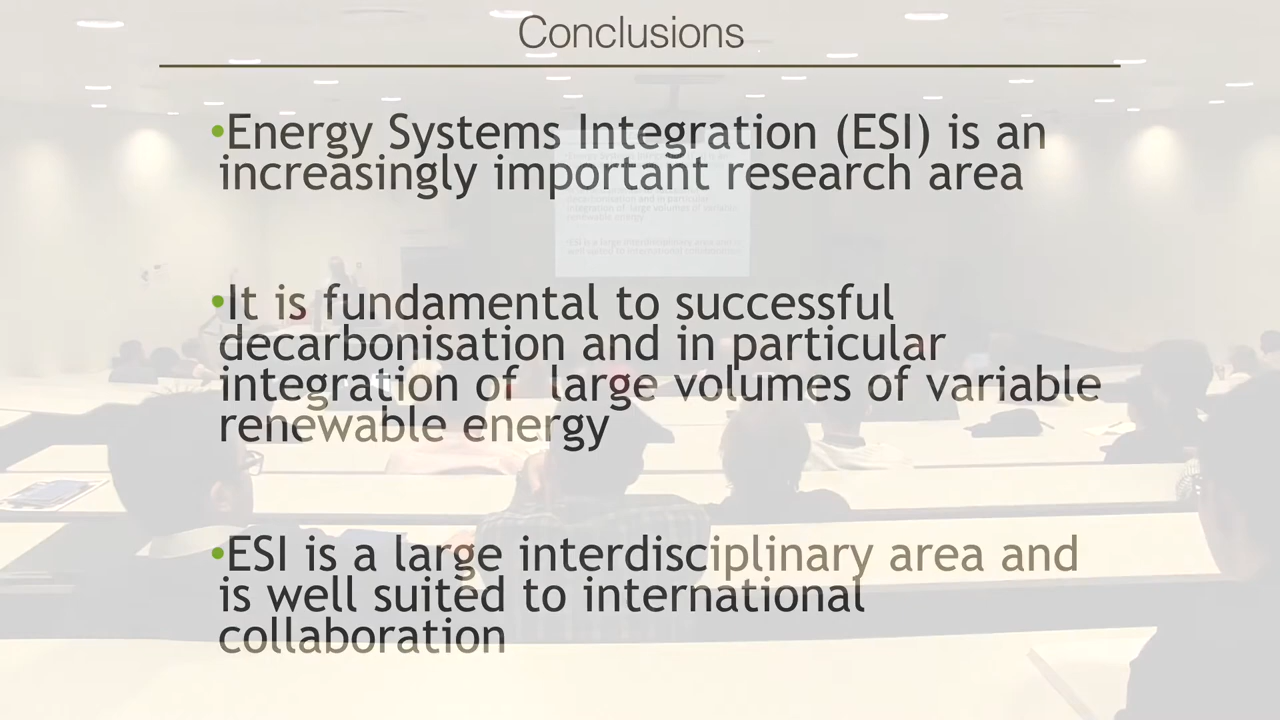 Conclusions
•Energy Systems Integration (ESI) is an
increasingly important research area
•It is fundamental to successful
decarbonisation and in particular
integration of large volumes of variable
renewable energy
•ESI is a large interdisciplinary area and
is well suited to international
collaboration